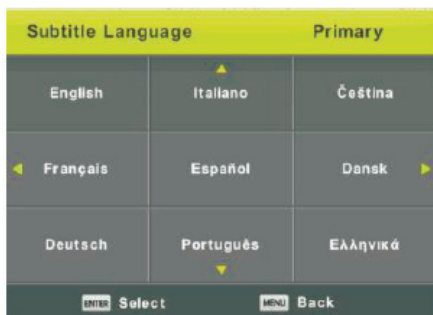 Subtitle Language Primary
English Italiano Čeština
Français Español Dansk
Deutsch Português Ελληνικά
ENTER Select MENU Back